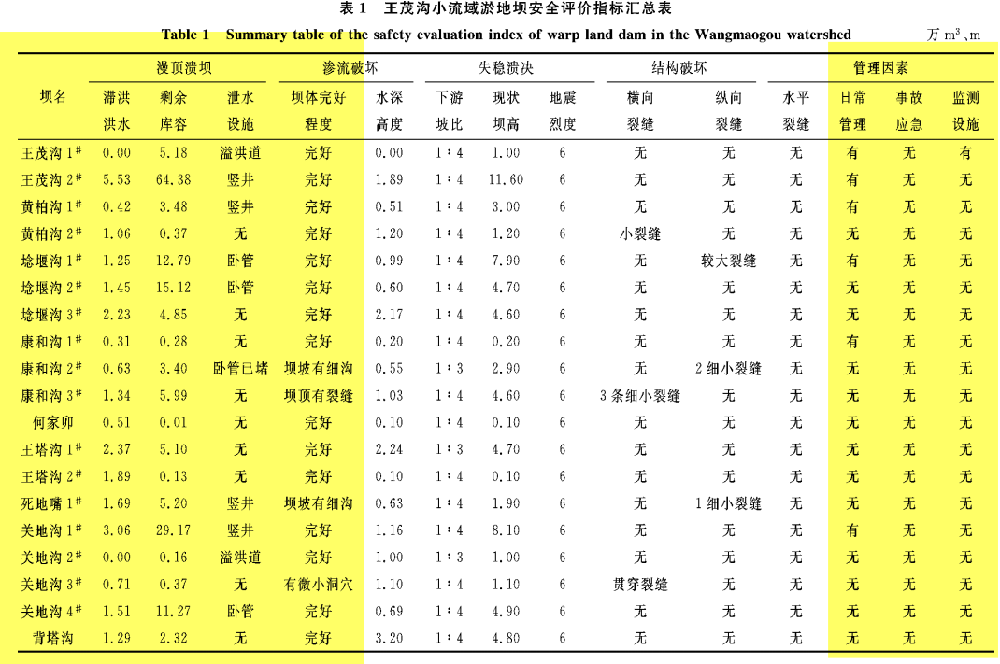 表 1 王茂沟小流域淤地坝安全评价指标汇总表
Table 1 Summary table of the safety evaluation index of warp land dam in the Wangmaogou watershed 万 m³、m
漫顶溃坝 渗流破坏 失稳溃决 结构破坏 管理因素
坝名 滞洪 剩余 泄水 坝体完好 水深 下游 现状 地震 横向 纵向 水平 日常 事故 监测
洪水 库容 设施 程度 高度 坡比 坝高 烈度 裂缝 裂缝 裂缝 管理 应急 设施
王茂沟 1# 0.00 5.18 溢洪道 完好 0.00 1∶4 1.00 6 无 无 无 有 无 有
王茂沟 2# 5.53 64.38 竖井 完好 1.89 1∶4 11.60 6 无 无 无 有 无 无
黄柏沟 1# 0.42 3.48 竖井 完好 0.51 1∶4 3.00 6 无 无 无 有 无 无
黄柏沟 2# 1.06 0.37 无 完好 1.20 1∶4 1.20 6 小裂缝 无 无 无 无 无
埝堰沟 1# 1.25 12.79 卧管 完好 0.99 1∶4 7.90 6 无 较大裂缝 无 有 无 无
埝堰沟 2# 1.45 15.12 卧管 完好 0.60 1∶4 4.70 6 无 无 无 无 无 无
埝堰沟 3# 2.23 4.85 无 完好 2.17 1∶4 4.60 6 无 无 无 无 无 无
康和沟 1# 0.31 0.28 无 完好 0.20 1∶4 0.20 6 无 无 无 有 无 无
康和沟 2# 0.63 3.40 卧管已堵 坝坡有细沟 0.55 1∶3 2.90 6 无 2 细小裂缝 无 无 无 无
康和沟 3# 1.34 5.99 无 坝顶有裂缝 1.03 1∶4 4.60 6 3 条细小裂缝 无 无 无 无 无
何家卯 0.51 0.01 无 完好 0.10 1∶4 0.10 6 无 无 无 无 无 无
王塔沟 1# 2.37 5.10 无 完好 2.24 1∶3 4.70 6 无 无 无 无 无 无
王塔沟 2# 1.89 0.13 无 完好 0.10 1∶4 0.10 6 无 无 无 无 无 无
死地嘴 1# 1.69 5.20 竖井 坝坡有细沟 0.63 1∶4 1.90 6 无 1 细小裂缝 无 无 无 无
关地沟 1# 3.06 29.17 竖井 完好 1.16 1∶4 8.10 6 无 无 无 有 无 无
关地沟 2# 0.00 0.16 溢洪道 完好 1.00 1∶3 1.00 6 无 无 无 无 无 无
关地沟 3# 0.71 0.37 无 有微小洞穴 1.10 1∶4 1.10 6 贯穿裂缝 无 无 无 无 无
关地沟 4# 1.51 11.27 卧管 完好 0.69 1∶4 4.90 6 无 无 无 无 无 无
背塔沟 1.29 2.32 无 完好 3.20 1∶4 4.80 6 无 无 无 无 无 无